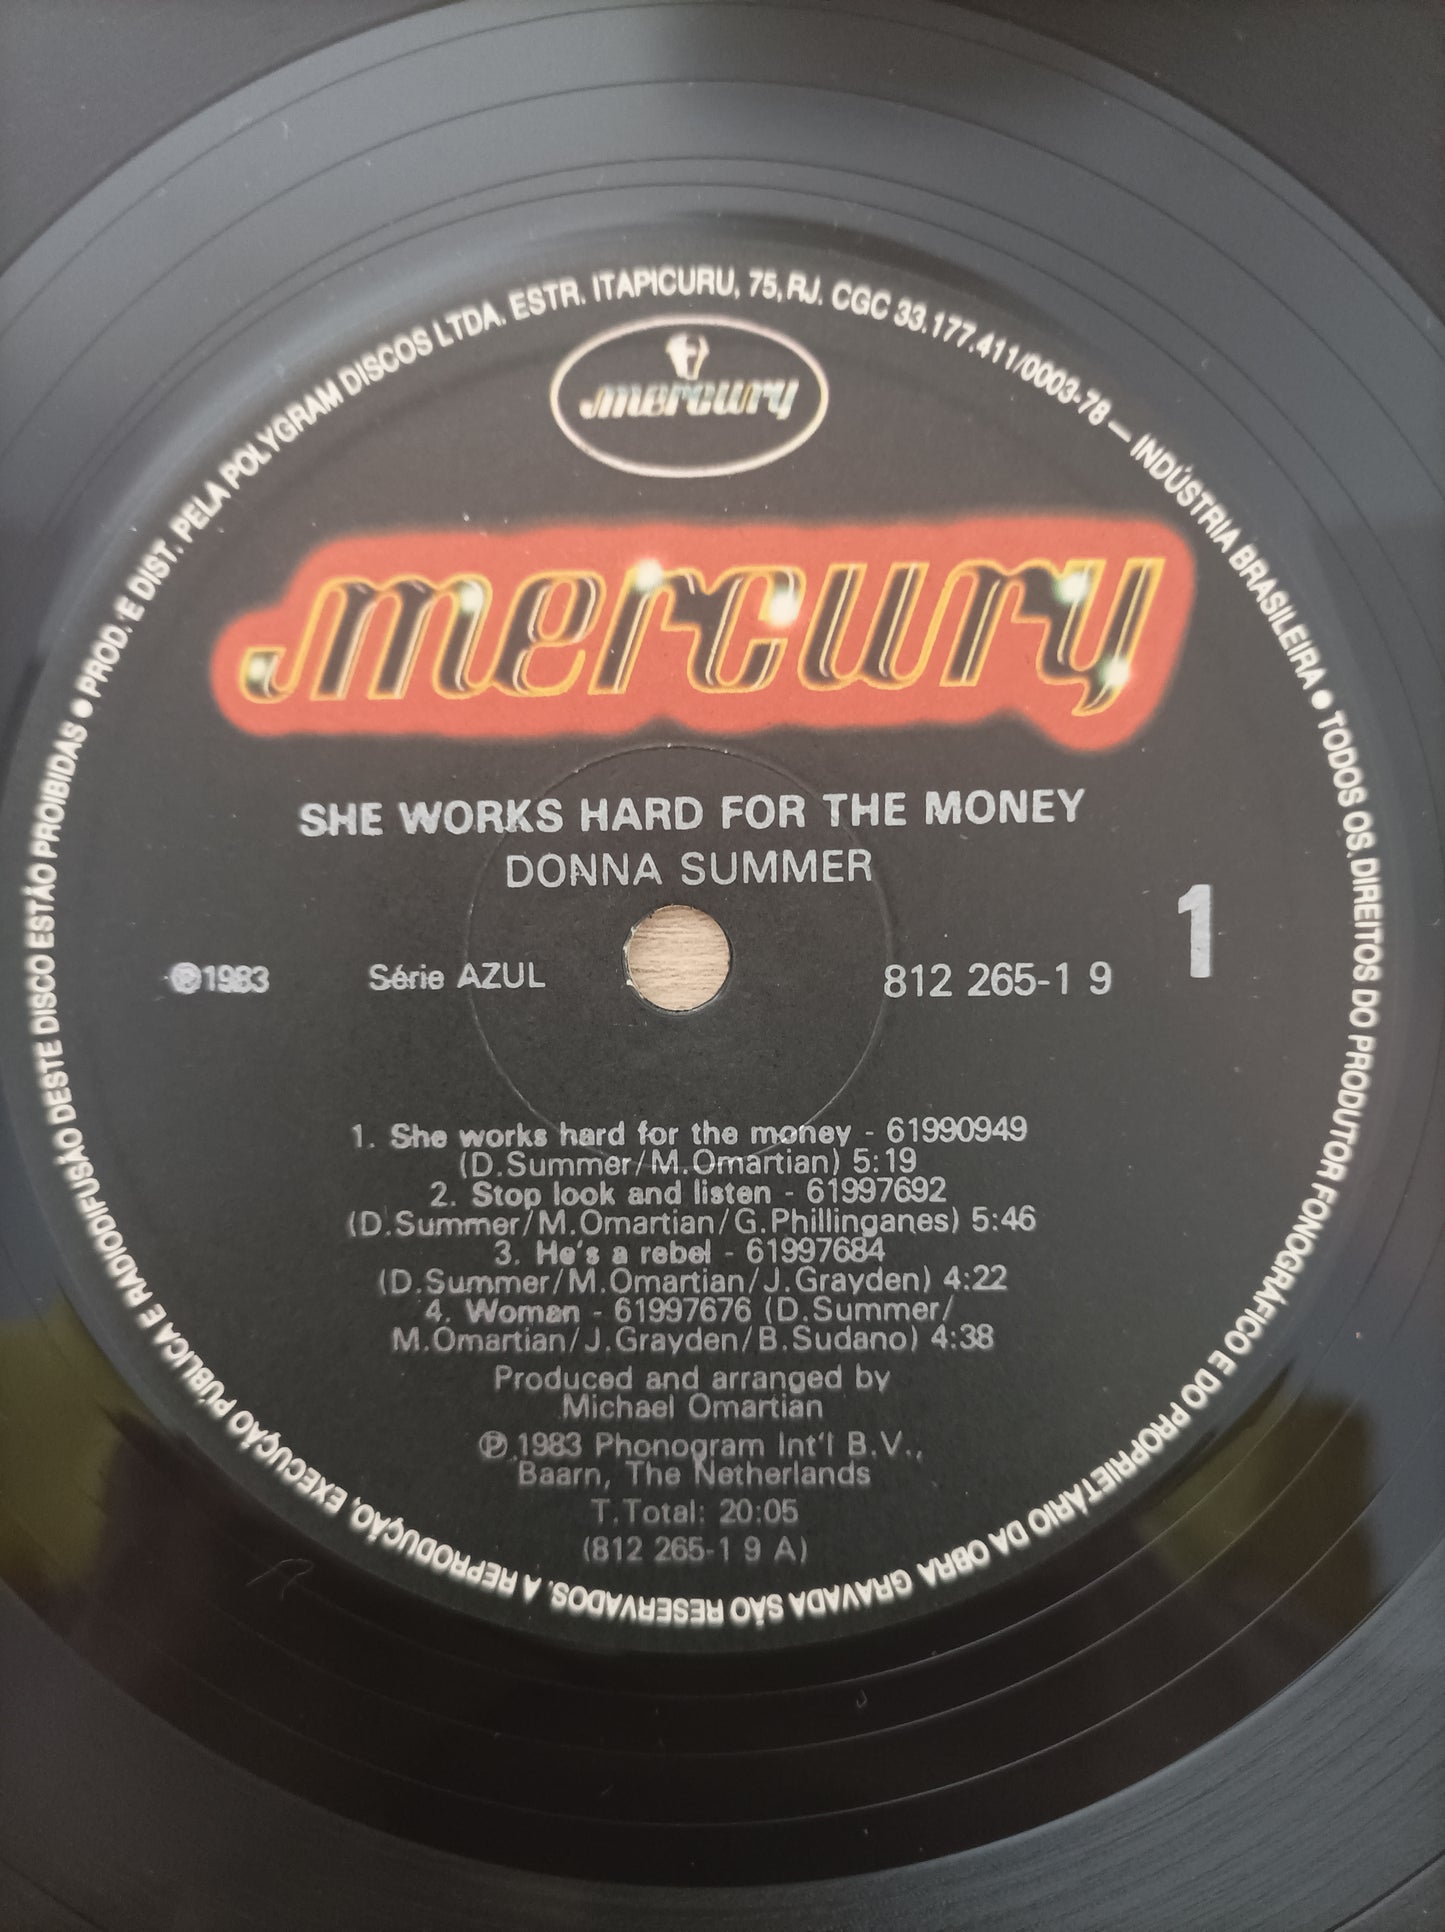 PROD. E DIST. PELA POLYGRAM DISCOS LTDA. ESTR. ITAPICURU, 75, RJ. CGC 33.177.411/0003-78 — INDÚSTRIA BRASILEIRA • TODOS OS DIREITOS DO PRODUTOR FONOGRÁFICO E DO PROPRIETÁRIO DA OBRA GRAVADA SÃO RESERVADOS. A REPRODUÇÃO, EXECUÇÃO PÚBLICA E RADIODIFUSÃO DESTE DISCO ESTÃO PROIBIDAS •
mercury
mercury
SHE WORKS HARD FOR THE MONEY
DONNA SUMMER
1
℗1983 Série AZUL 812 265-1 9
1. She works hard for the money - 61990949
(D.Summer/M.Omartian) 5:19
2. Stop look and listen - 61997692
(D.Summer/M.Omartian/G.Phillinganes) 5:46
3. He's a rebel - 61997684
(D.Summer/M.Omartian/J.Grayden) 4:22
4. Woman - 61997676 (D.Summer/
M.Omartian/J.Grayden/B.Sudano) 4:38
Produced and arranged by
Michael Omartian
℗ 1983 Phonogram Int'l B.V.,
Baarn, The Netherlands
T.Total: 20:05
(812 265-1 9 A)